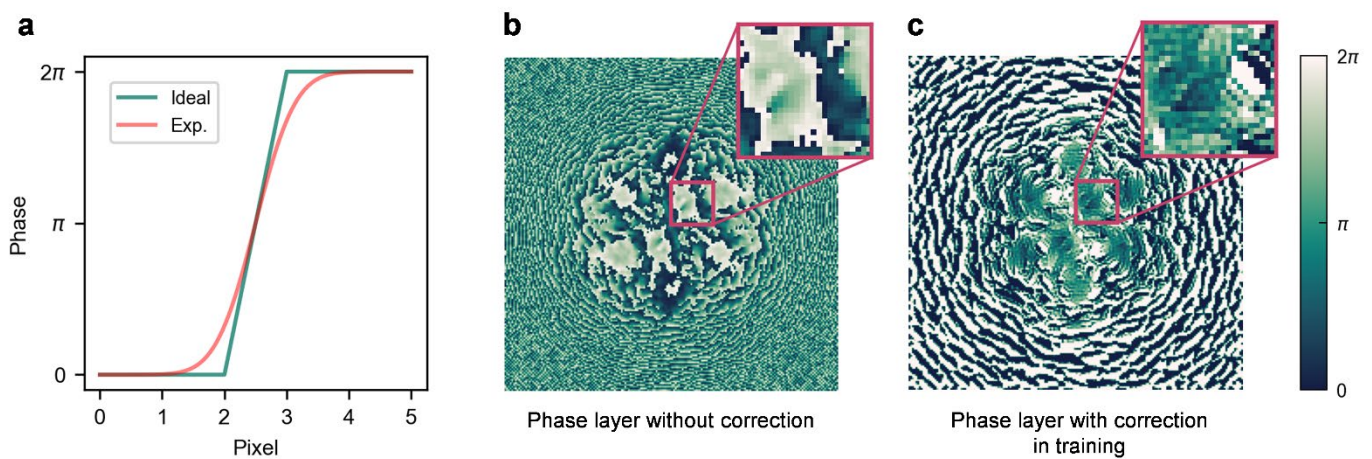 a
2π
π
0
Phase
Ideal
Exp.
0 1 2 3 4 5
Pixel
b
Phase layer without correction
c
Phase layer with correction
in training
2π
π
0